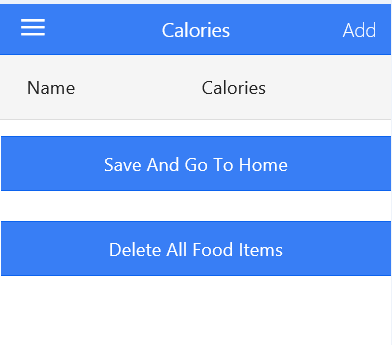 Calories Add
Name Calories
Save And Go To Home
Delete All Food Items